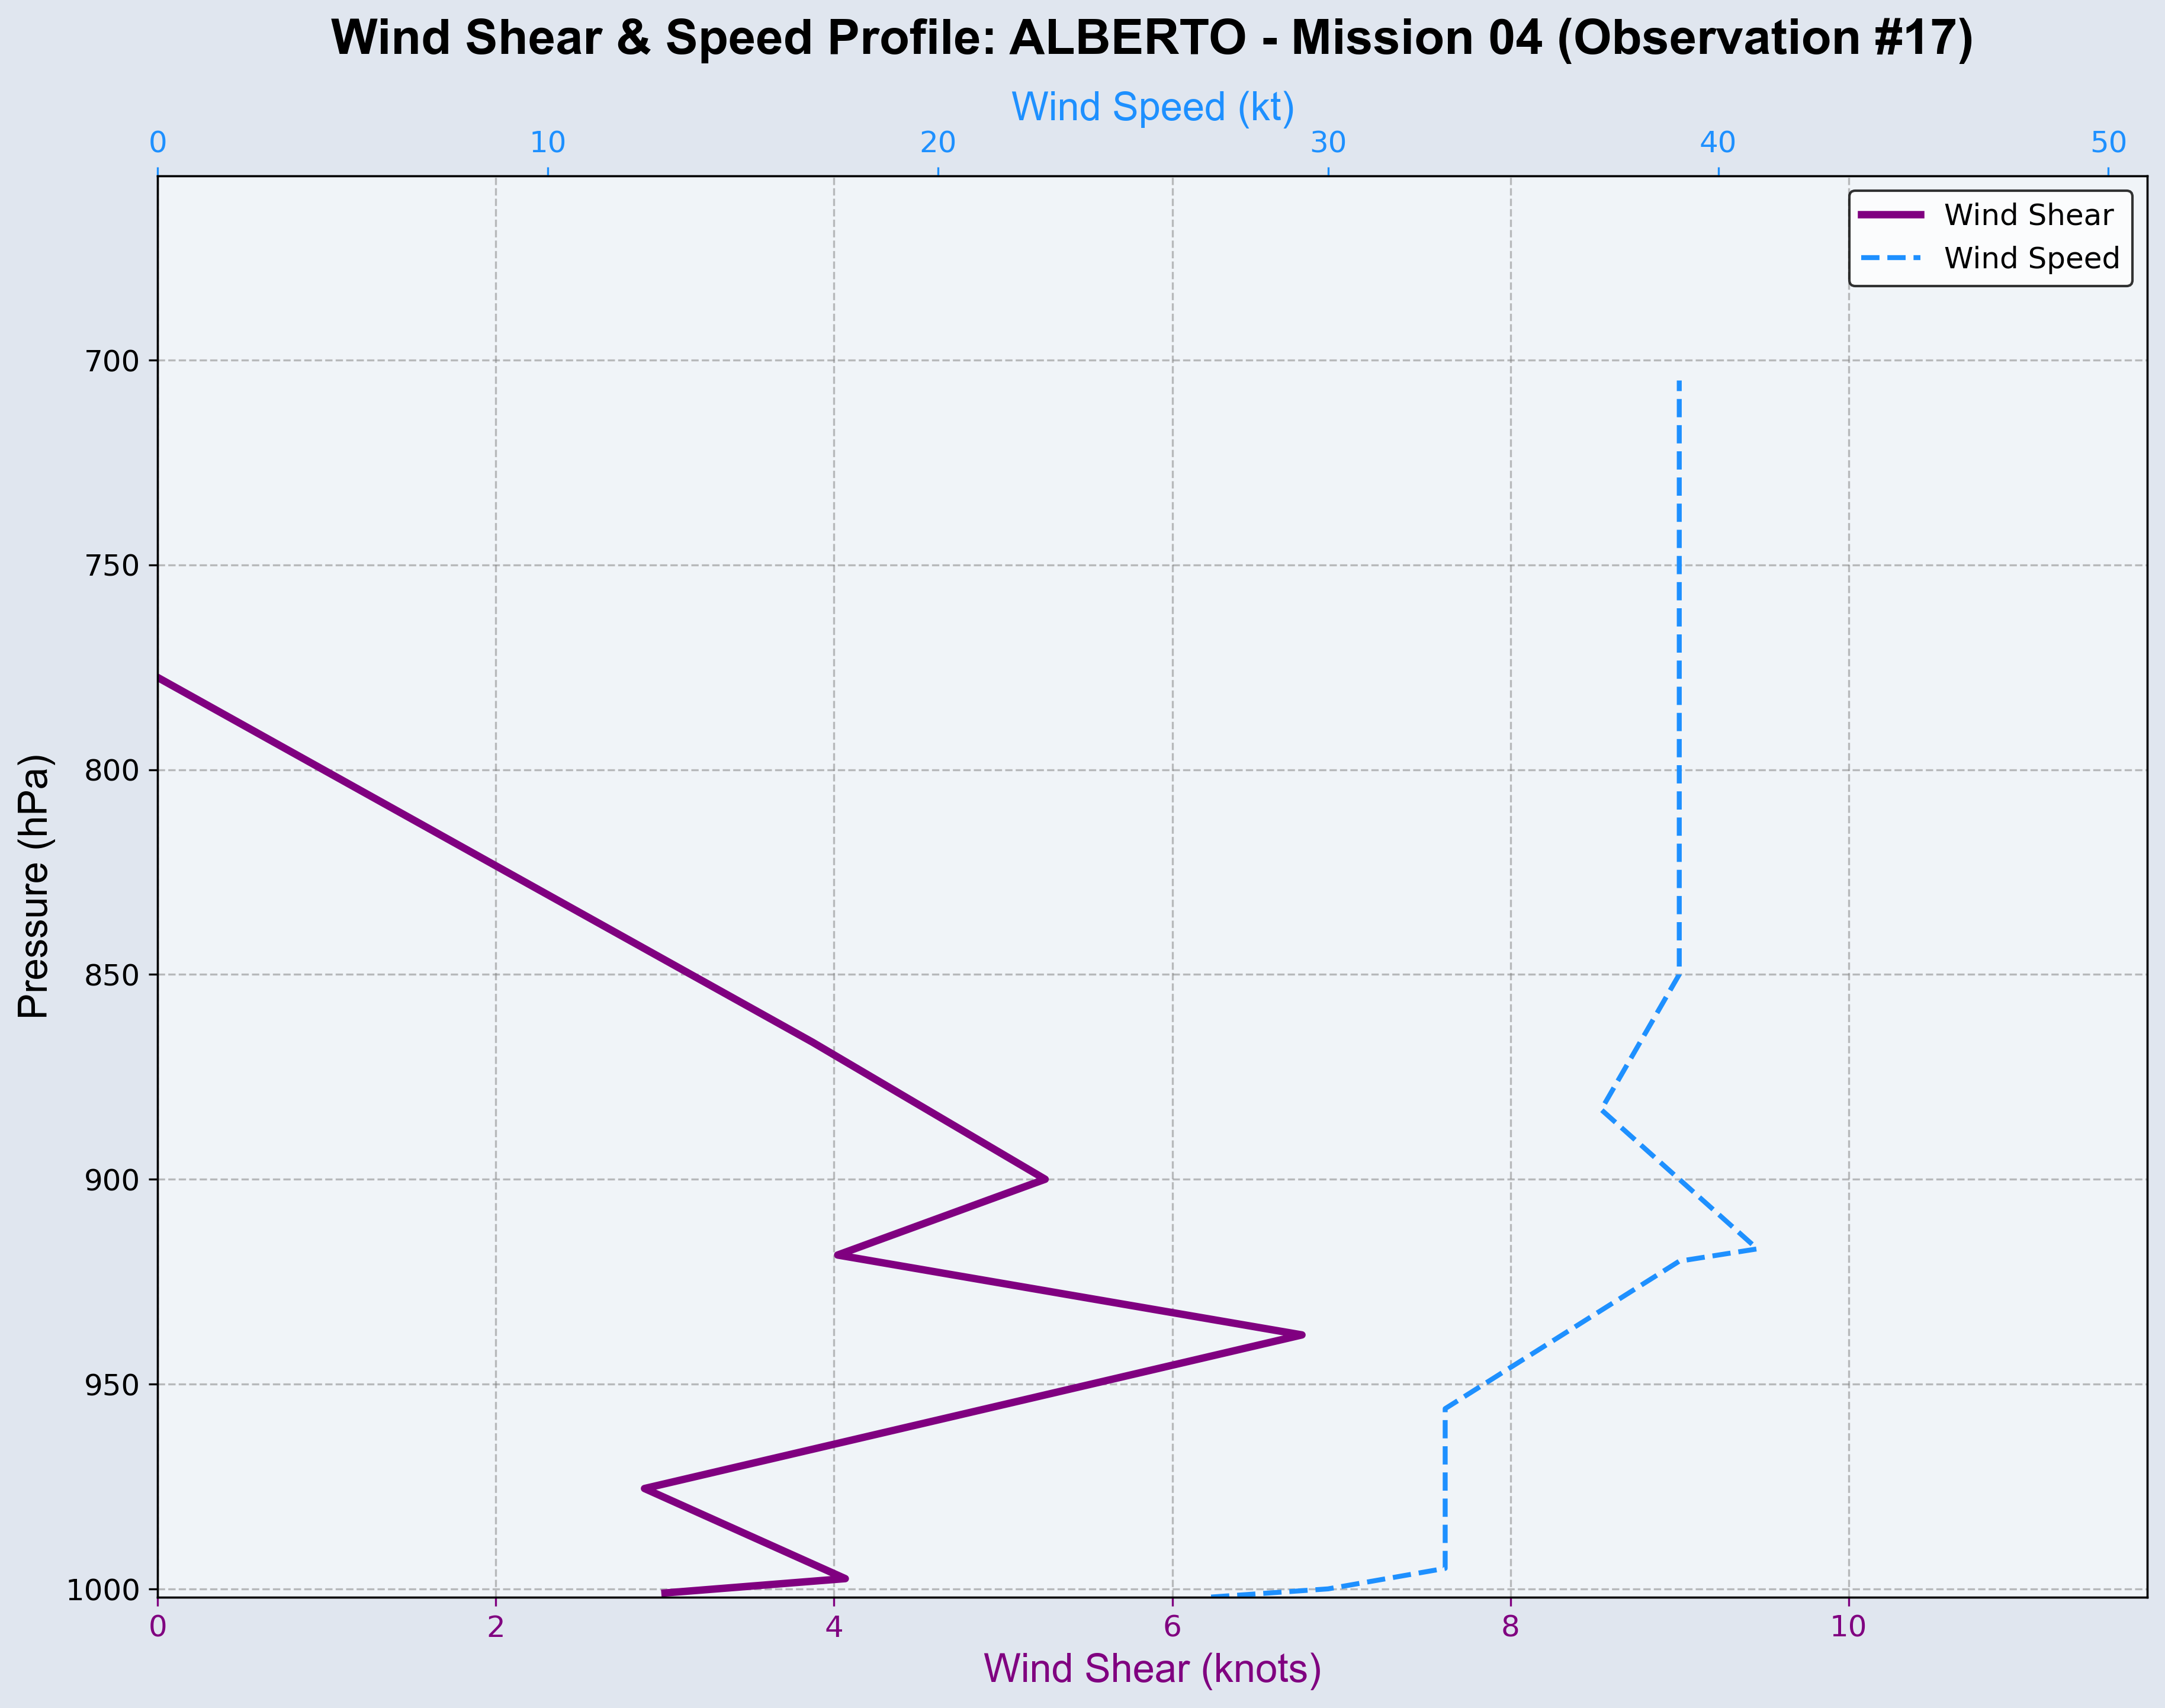 Wind Shear & Speed Profile: ALBERTO - Mission 04 (Observation #17)
Wind Speed (kt)
0 10 20 30 40 50
Wind Shear
Wind Speed
700
750
800
850
900
950
1000
Pressure (hPa)
0 2 4 6 8 10
Wind Shear (knots)